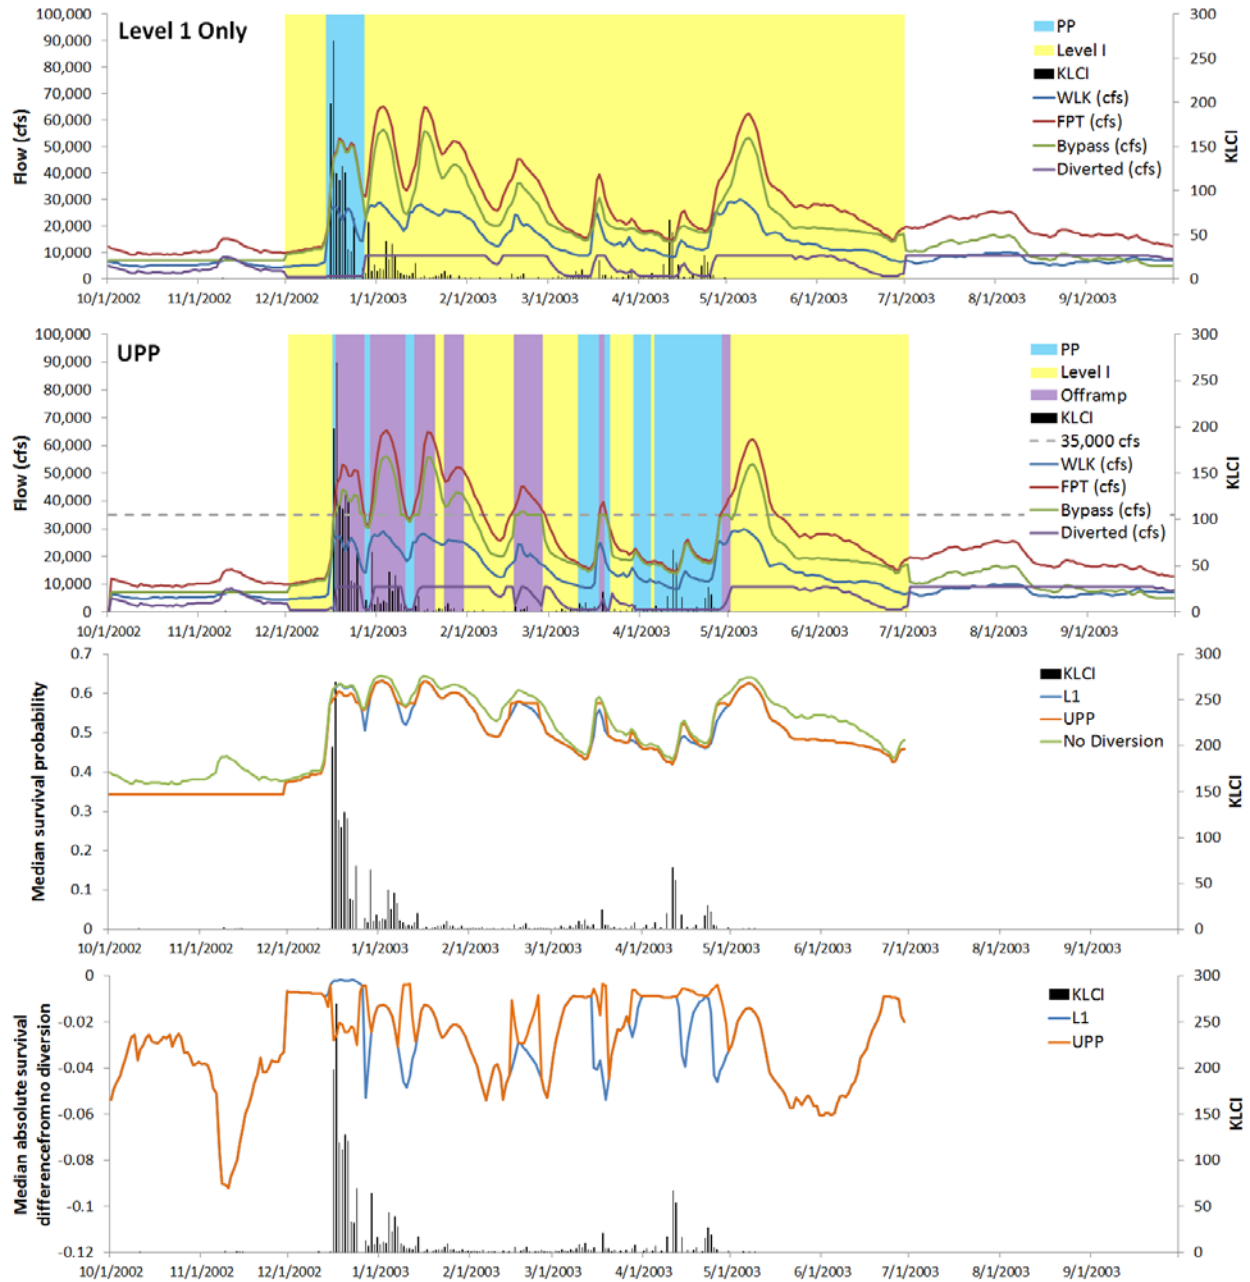 Level 1 Only
Flow (cfs)
100,000
90,000
80,000
70,000
60,000
50,000
40,000
30,000
20,000
10,000
0
300
250
200
150
100
50
0
KLCI
PP
Level I
KLCI
WLK (cfs)
FPT (cfs)
Bypass (cfs)
Diverted (cfs)
10/1/2002 11/1/2002 12/1/2002 1/1/2003 2/1/2003 3/1/2003 4/1/2003 5/1/2003 6/1/2003 7/1/2003 8/1/2003 9/1/2003
UPP
Flow (cfs)
100,000
90,000
80,000
70,000
60,000
50,000
40,000
30,000
20,000
10,000
0
300
250
200
150
100
50
0
KLCI
PP
Level I
Offramp
KLCI
35,000 cfs
WLK (cfs)
FPT (cfs)
Bypass (cfs)
Diverted (cfs)
10/1/2002 11/1/2002 12/1/2002 1/1/2003 2/1/2003 3/1/2003 4/1/2003 5/1/2003 6/1/2003 7/1/2003 8/1/2003 9/1/2003
Median survival probability
0.7
0.6
0.5
0.4
0.3
0.2
0.1
0
300
250
200
150
100
50
0
KLCI
KLCI
L1
UPP
No Diversion
10/1/2002 11/1/2002 12/1/2002 1/1/2003 2/1/2003 3/1/2003 4/1/2003 5/1/2003 6/1/2003 7/1/2003 8/1/2003 9/1/2003
Median absolute survival
differencefrom no diversion
0
-0.02
-0.04
-0.06
-0.08
-0.1
-0.12
300
250
200
150
100
50
0
KLCI
KLCI
L1
UPP
10/1/2002 11/1/2002 12/1/2002 1/1/2003 2/1/2003 3/1/2003 4/1/2003 5/1/2003 6/1/2003 7/1/2003 8/1/2003 9/1/2003